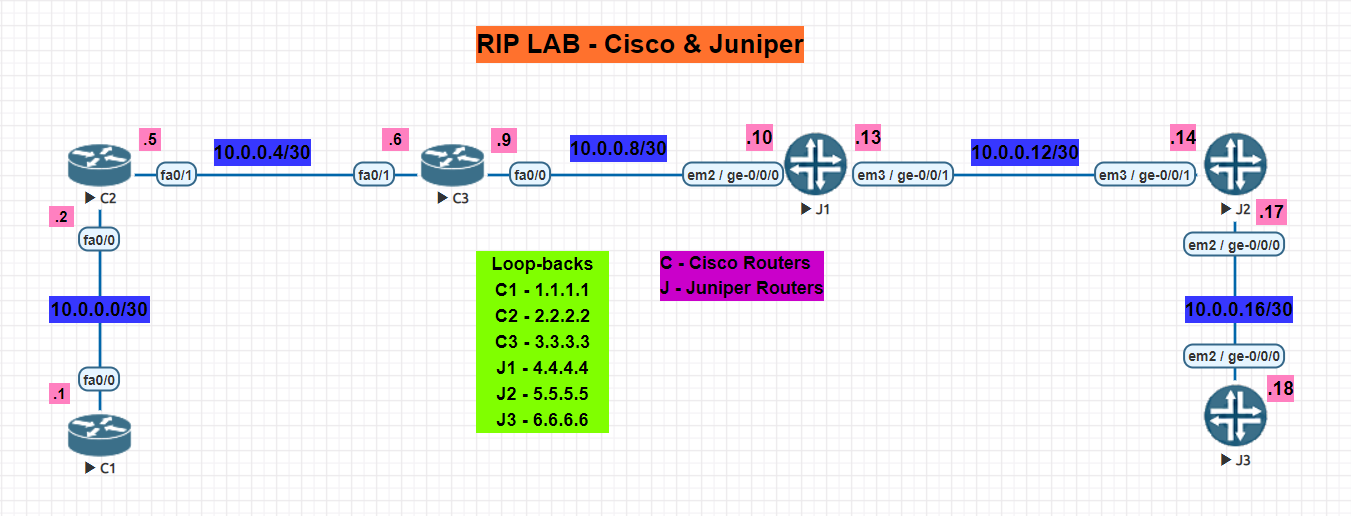 RIP LAB - Cisco & Juniper
.5
10.0.0.4/30
.6
.9
10.0.0.8/30
.10
.13
10.0.0.12/30
.14
fa0/1
fa0/1
fa0/0
em2 / ge-0/0/0
em3 / ge-0/0/1
em3 / ge-0/0/1
C2
C3
J1
J2
.2
.17
fa0/0
em2 / ge-0/0/0
Loop-backs
C1 - 1.1.1.1
C2 - 2.2.2.2
C3 - 3.3.3.3
J1 - 4.4.4.4
J2 - 5.5.5.5
J3 - 6.6.6.6
C - Cisco Routers
J - Juniper Routers
10.0.0.0/30
10.0.0.16/30
fa0/0
em2 / ge-0/0/0
.1
.18
C1
J3